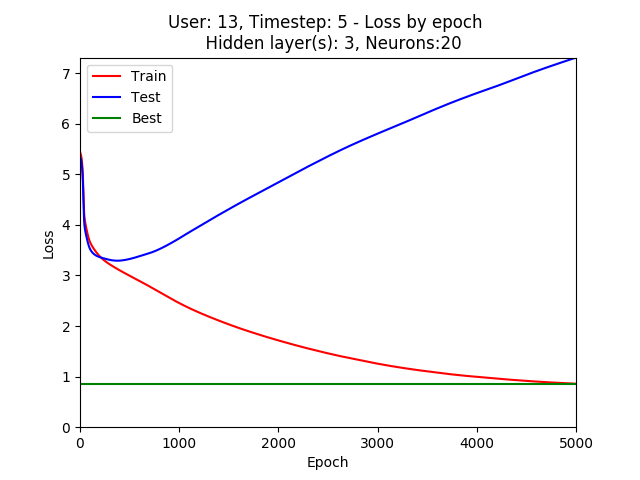 User: 13, Timestep: 5 - Loss by epoch
Hidden layer(s): 3, Neurons:20
Train
Test
Best
7
6
5
4
3
2
1
0
Loss
0
1000
2000
3000
4000
5000
Epoch